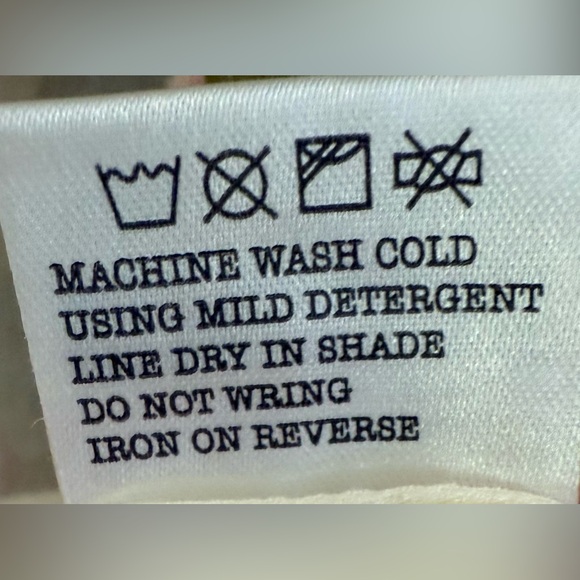 MACHINE WASH COLD
USING MILD DETERGENT
LINE DRY IN SHADE
DO NOT WRING
IRON ON REVERSE